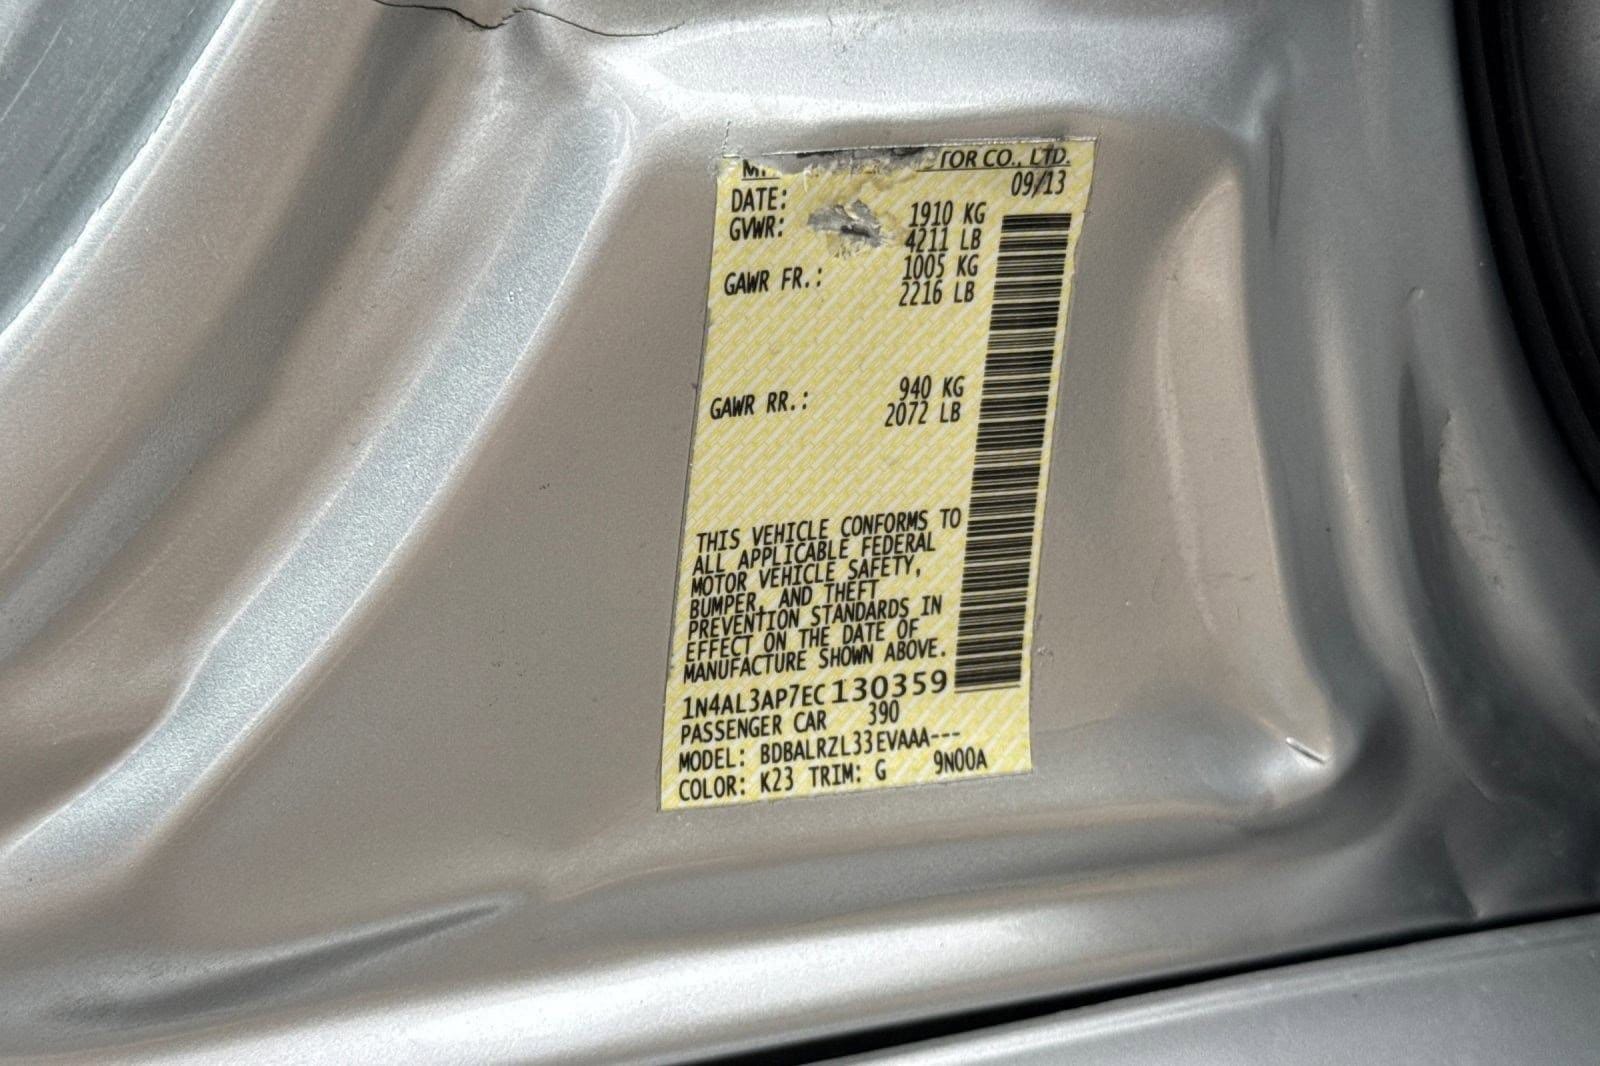 TOR CO., LTD.
DATE: 09/13
GVWR: 1910 KG
4211 LB
GAWR FR.: 1005 KG
2216 LB
GAWR RR.: 940 KG
2072 LB
THIS VEHICLE CONFORMS TO
ALL APPLICABLE FEDERAL
MOTOR VEHICLE SAFETY,
BUMPER, AND THEFT
PREVENTION STANDARDS IN
EFFECT ON THE DATE OF
MANUFACTURE SHOWN ABOVE.
1N4AL3AP7EC130359
PASSENGER CAR 390
MODEL: BDBALRZL33EVAAA---
COLOR: K23 TRIM: G 9N00A